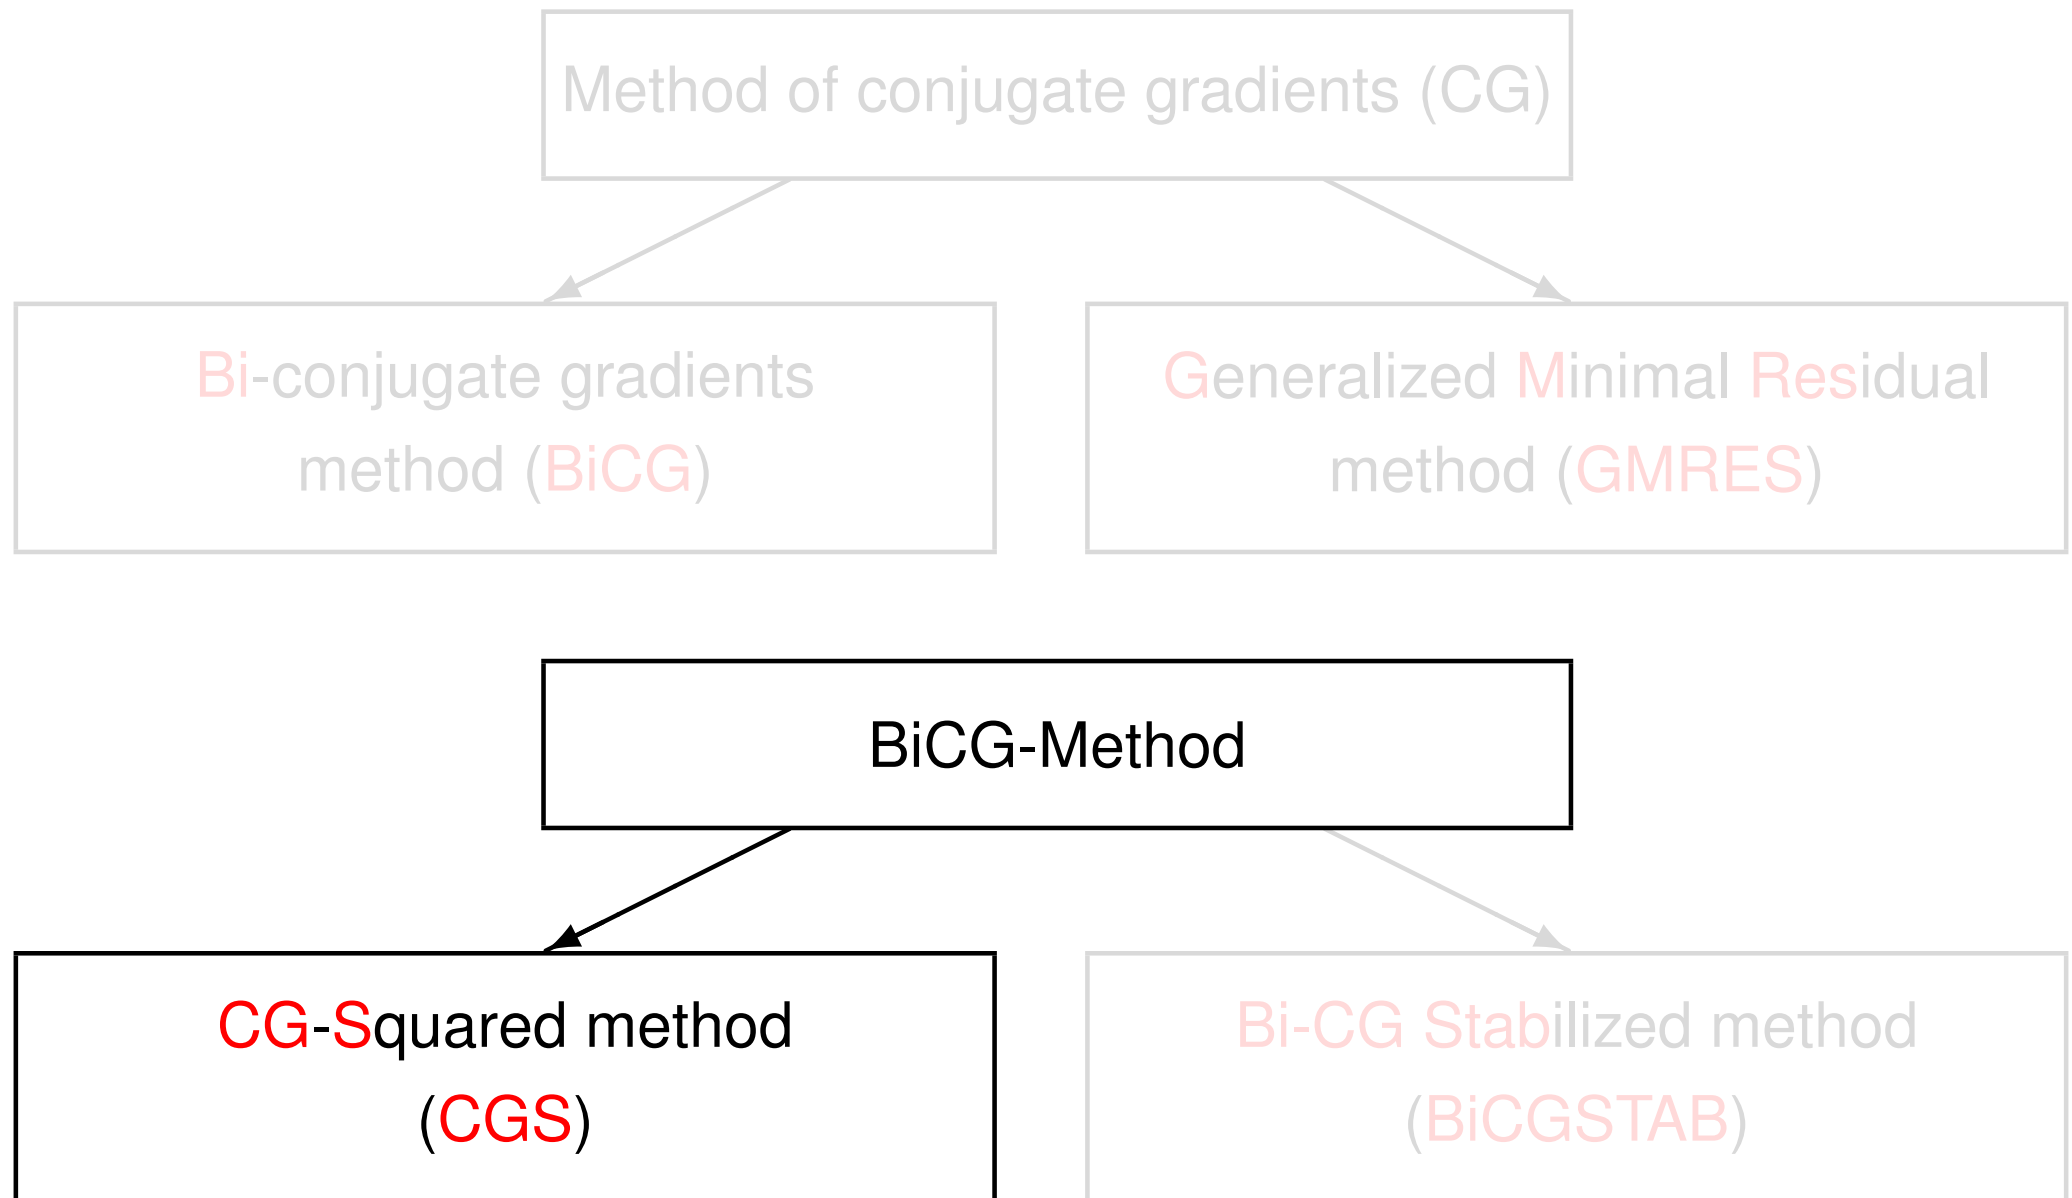 Method of conjugate gradients (CG)
Bi-conjugate gradients
method (BiCG)
Generalized Minimal Residual
method (GMRES)
BiCG-Method
CG-Squared method
(CGS)
Bi-CG Stabilized method
(BiCGSTAB)